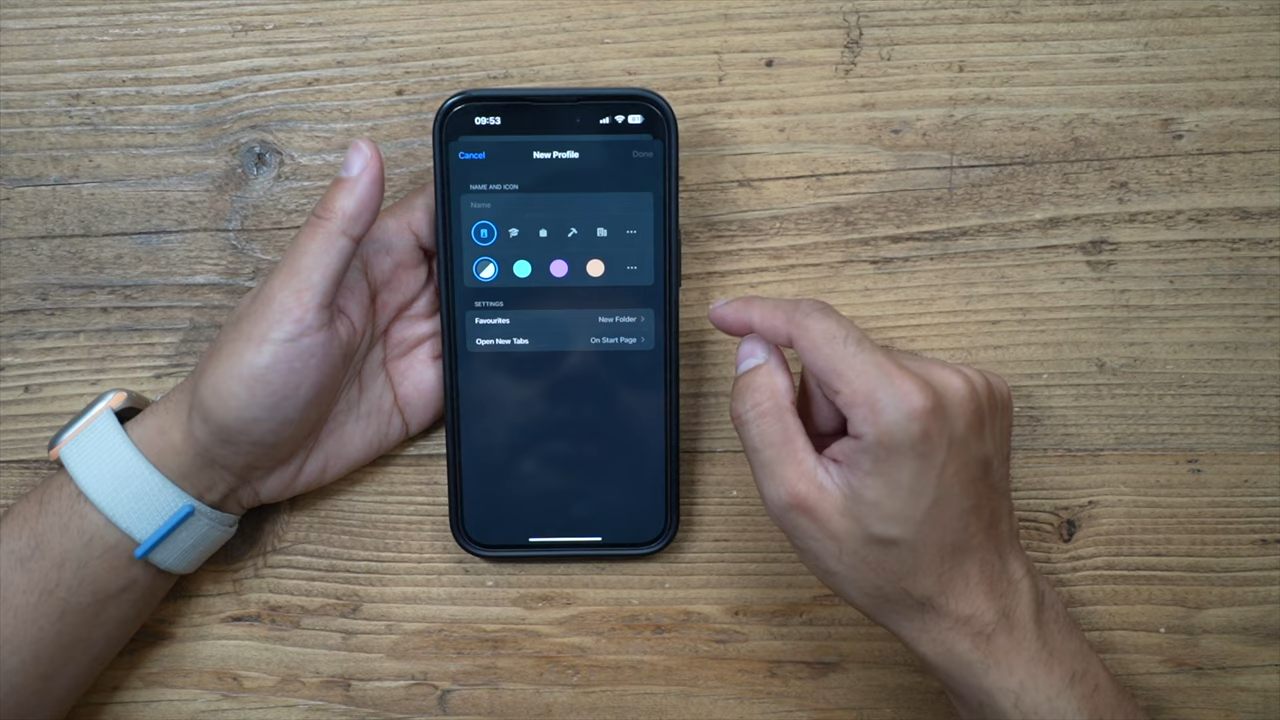 09:53
81
Cancel New Profile Done
NAME AND ICON
Name
SETTINGS
Favourites New Folder
Open New Tabs On Start Page